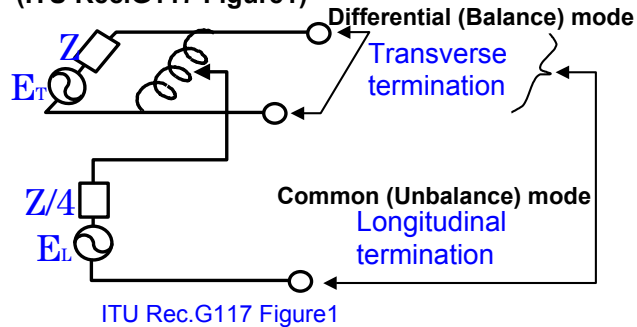 (ITU Rec.G117 Figure1)
Differential (Balance) mode
Z
Transverse
termination
ET
Z/4
Common (Unbalance) mode
Longitudinal
termination
EL
ITU Rec.G117 Figure1